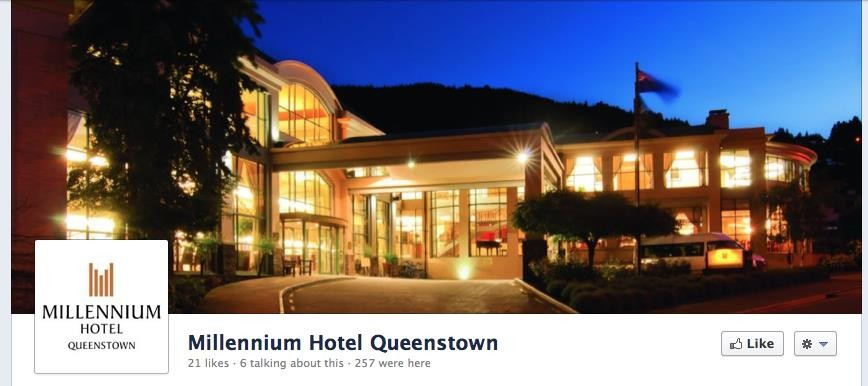 MILLENNIUM
HOTEL
QUEENSTOWN
Millennium Hotel Queenstown
21 likes · 6 talking about this · 257 were here
Like